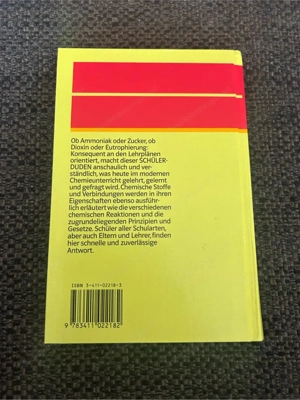 Ob Ammoniak oder Zucker, ob
Dioxin oder Eutrophierung:
Konsequent an den Lehrplänen
orientiert, macht dieser SCHÜLER-
DUDEN anschaulich und ver-
ständlich, was heute im modernen
Chemieunterricht gelehrt, gelernt
und gefragt wird. Chemische Stoffe
und Verbindungen werden in ihren
Eigenschaften ebenso ausführ-
lich erläutert wie die verschiedenen
chemischen Reaktionen und die
zugrundeliegenden Prinzipien und
Gesetze. Schüler aller Schularten,
aber auch Eltern und Lehrer, finden
hier schnelle und zuverlässige
Antwort.
ISBN 3-411-02218-3
9 783411 022182